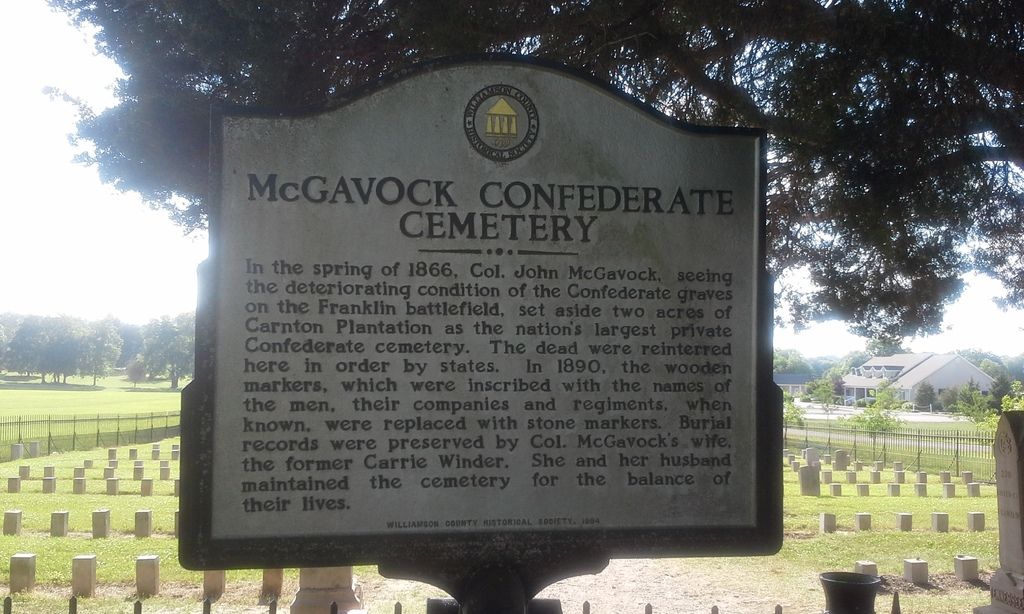 WILLIAMSON COUNTY
HISTORICAL SOCIETY
McGAVOCK CONFEDERATE
CEMETERY
In the spring of 1866, Col. John McGavock, seeing
the deteriorating condition of the Confederate graves
on the Franklin battlefield, set aside two acres of
Carnton Plantation as the nation's largest private
Confederate cemetery. The dead were reinterred
here in order by states. In 1890, the wooden
markers, which were inscribed with the names of
the men, their companies and regiments, when
known, were replaced with stone markers. Burial
records were preserved by Col. McGavock's wife,
the former Carrie Winder. She and her husband
maintained the cemetery for the balance of
their lives.
WILLIAMSON COUNTY HISTORICAL SOCIETY, 1994